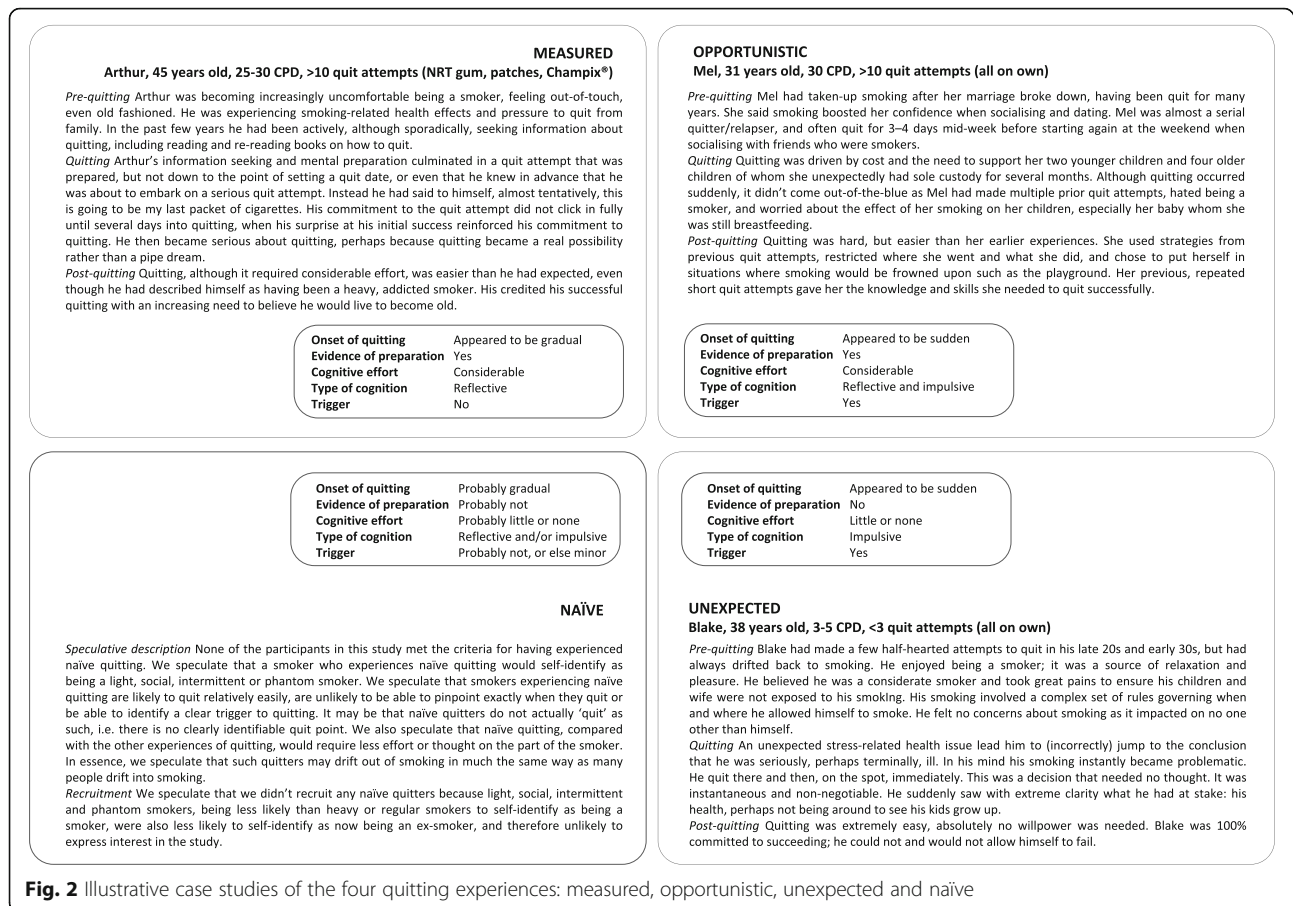 MEASURED
Arthur, 45 years old, 25-30 CPD, >10 quit attempts (NRT gum, patches, Champix®)
Pre-quitting Arthur was becoming increasingly uncomfortable being a smoker, feeling out-of-touch,
even old fashioned. He was experiencing smoking-related health effects and pressure to quit from
family. In the past few years he had been actively, although sporadically, seeking information about
quitting, including reading and re-reading books on how to quit.
Quitting Arthur's information seeking and mental preparation culminated in a quit attempt that was
prepared, but not down to the point of setting a quit date, or even that he knew in advance that he
was about to embark on a serious quit attempt. Instead he had said to himself, almost tentatively, this
is going to be my last packet of cigarettes. His commitment to the quit attempt did not click in fully
until several days into quitting, when his surprise at his initial success reinforced his commitment to
quitting. He then became serious about quitting, perhaps because quitting became a real possibility
rather than a pipe dream.
Post-quitting Quitting, although it required considerable effort, was easier than he had expected, even
though he had described himself as having been a heavy, addicted smoker. His credited his successful
quitting with an increasing need to believe he would live to become old.
Onset of quitting Appeared to be gradual
Evidence of preparation Yes
Cognitive effort Considerable
Type of cognition Reflective
Trigger No
OPPORTUNISTIC
Mel, 31 years old, 30 CPD, >10 quit attempts (all on own)
Pre-quitting Mel had taken-up smoking after her marriage broke down, having been quit for many
years. She said smoking boosted her confidence when socialising and dating. Mel was almost a serial
quitter/relapser, and often quit for 3–4 days mid-week before starting again at the weekend when
socialising with friends who were smokers.
Quitting Quitting was driven by cost and the need to support her two younger children and four older
children of whom she unexpectedly had sole custody for several months. Although quitting occurred
suddenly, it didn't come out-of-the-blue as Mel had made multiple prior quit attempts, hated being a
smoker, and worried about the effect of her smoking on her children, especially her baby whom she
was still breastfeeding.
Post-quitting Quitting was hard, but easier than her earlier experiences. She used strategies from
previous quit attempts, restricted where she went and what she did, and chose to put herself in
situations where smoking would be frowned upon such as the playground. Her previous, repeated
short quit attempts gave her the knowledge and skills she needed to quit successfully.
Onset of quitting Appeared to be sudden
Evidence of preparation Yes
Cognitive effort Considerable
Type of cognition Reflective and impulsive
Trigger Yes
Onset of quitting Probably gradual
Evidence of preparation Probably not
Cognitive effort Probably little or none
Type of cognition Reflective and/or impulsive
Trigger Probably not, or else minor
NAÏVE
Speculative description None of the participants in this study met the criteria for having experienced
naïve quitting. We speculate that a smoker who experiences naïve quitting would self-identify as
being a light, social, intermittent or phantom smoker. We speculate that smokers experiencing naïve
quitting are likely to quit relatively easily, are unlikely to be able to pinpoint exactly when they quit or
be able to identify a clear trigger to quitting. It may be that naïve quitters do not actually 'quit' as
such, i.e. there is no clearly identifiable quit point. We also speculate that naïve quitting, compared
with the other experiences of quitting, would require less effort or thought on the part of the smoker.
In essence, we speculate that such quitters may drift out of smoking in much the same way as many
people drift into smoking.
Recruitment We speculate that we didn't recruit any naïve quitters because light, social, intermittent
and phantom smokers, being less likely than heavy or regular smokers to self-identify as being a
smoker, were also less likely to self-identify as now being an ex-smoker, and therefore unlikely to
express interest in the study.
Onset of quitting Appeared to be sudden
Evidence of preparation No
Cognitive effort Little or none
Type of cognition Impulsive
Trigger Yes
UNEXPECTED
Blake, 38 years old, 3-5 CPD, <3 quit attempts (all on own)
Pre-quitting Blake had made a few half-hearted attempts to quit in his late 20s and early 30s, but had
always drifted back to smoking. He enjoyed being a smoker; it was a source of relaxation and
pleasure. He believed he was a considerate smoker and took great pains to ensure his children and
wife were not exposed to his smokIng. His smoking involved a complex set of rules governing when
and where he allowed himself to smoke. He felt no concerns about smoking as it impacted on no one
other than himself.
Quitting An unexpected stress-related health issue lead him to (incorrectly) jump to the conclusion
that he was seriously, perhaps terminally, ill. In his mind his smoking instantly became problematic.
He quit there and then, on the spot, immediately. This was a decision that needed no thought. It was
instantaneous and non-negotiable. He suddenly saw with extreme clarity what he had at stake: his
health, perhaps not being around to see his kids grow up.
Post-quitting Quitting was extremely easy, absolutely no willpower was needed. Blake was 100%
committed to succeeding; he could not and would not allow himself to fail.
Fig. 2 Illustrative case studies of the four quitting experiences: measured, opportunistic, unexpected and naïve